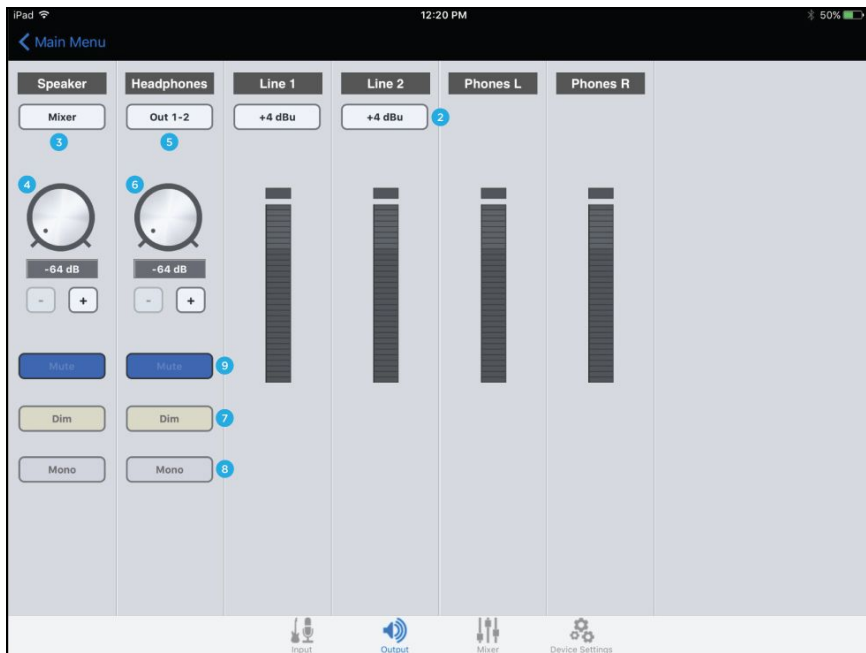 iPad 12:20 PM 50%
Main Menu
Speaker Headphones Line 1 Line 2 Phones L Phones R
Mixer Out 1-2 +4 dBu +4 dBu 2
3 5
4 6
-64 dB -64 dB
- + - +
Mute Mute 9
Dim Dim 7
Mono Mono 8
Input Output Mixer Device Settings